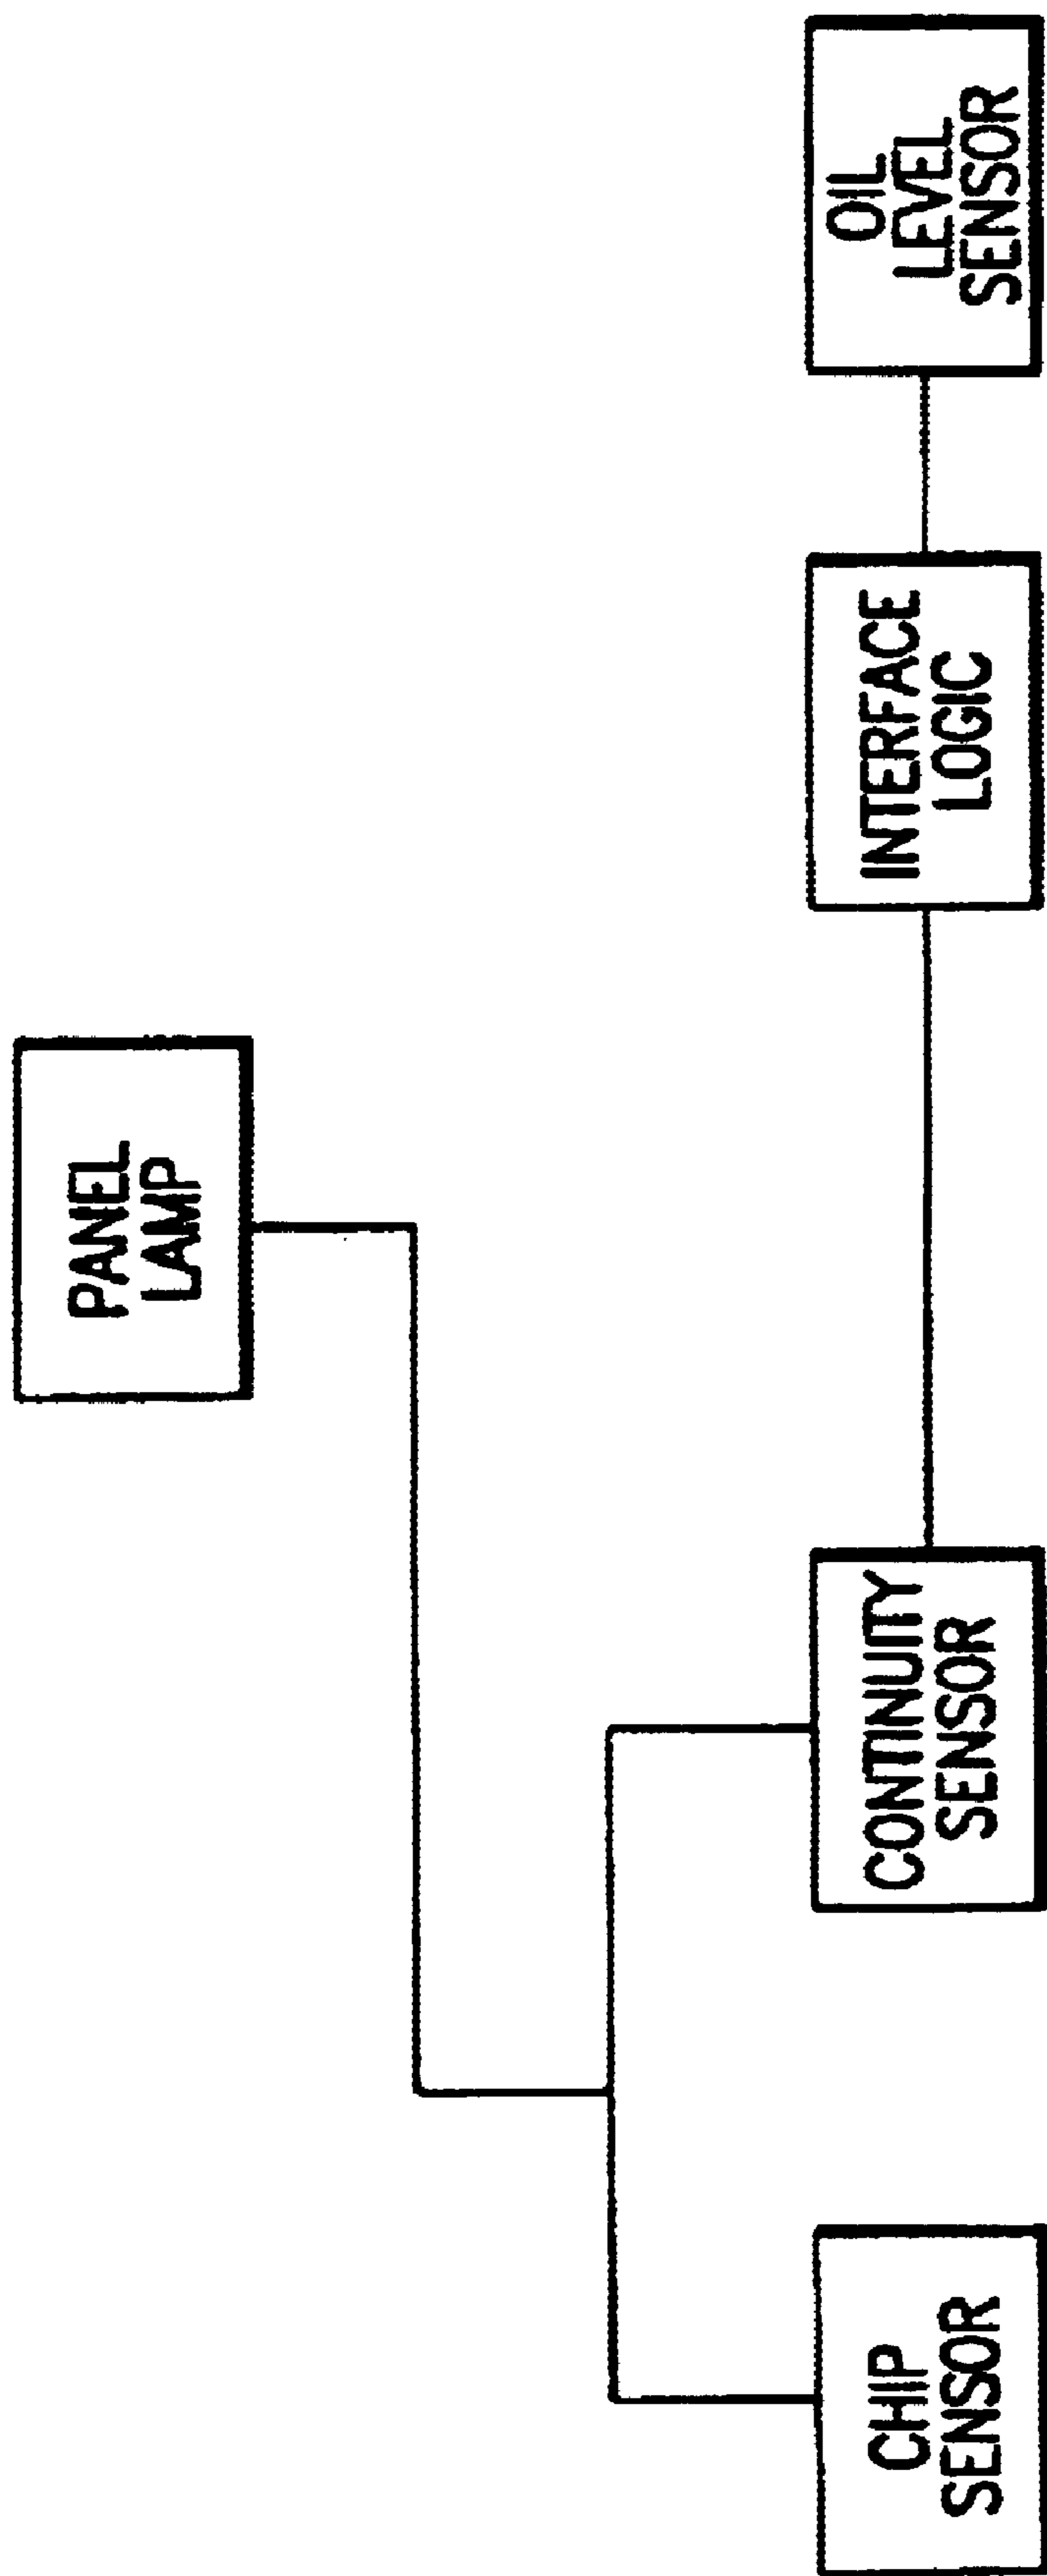 PANEL
LAMP
CHIP
SENSOR
CONTINUITY
SENSOR
INTERFACE
LOGIC
OIL
LEVEL
SENSOR